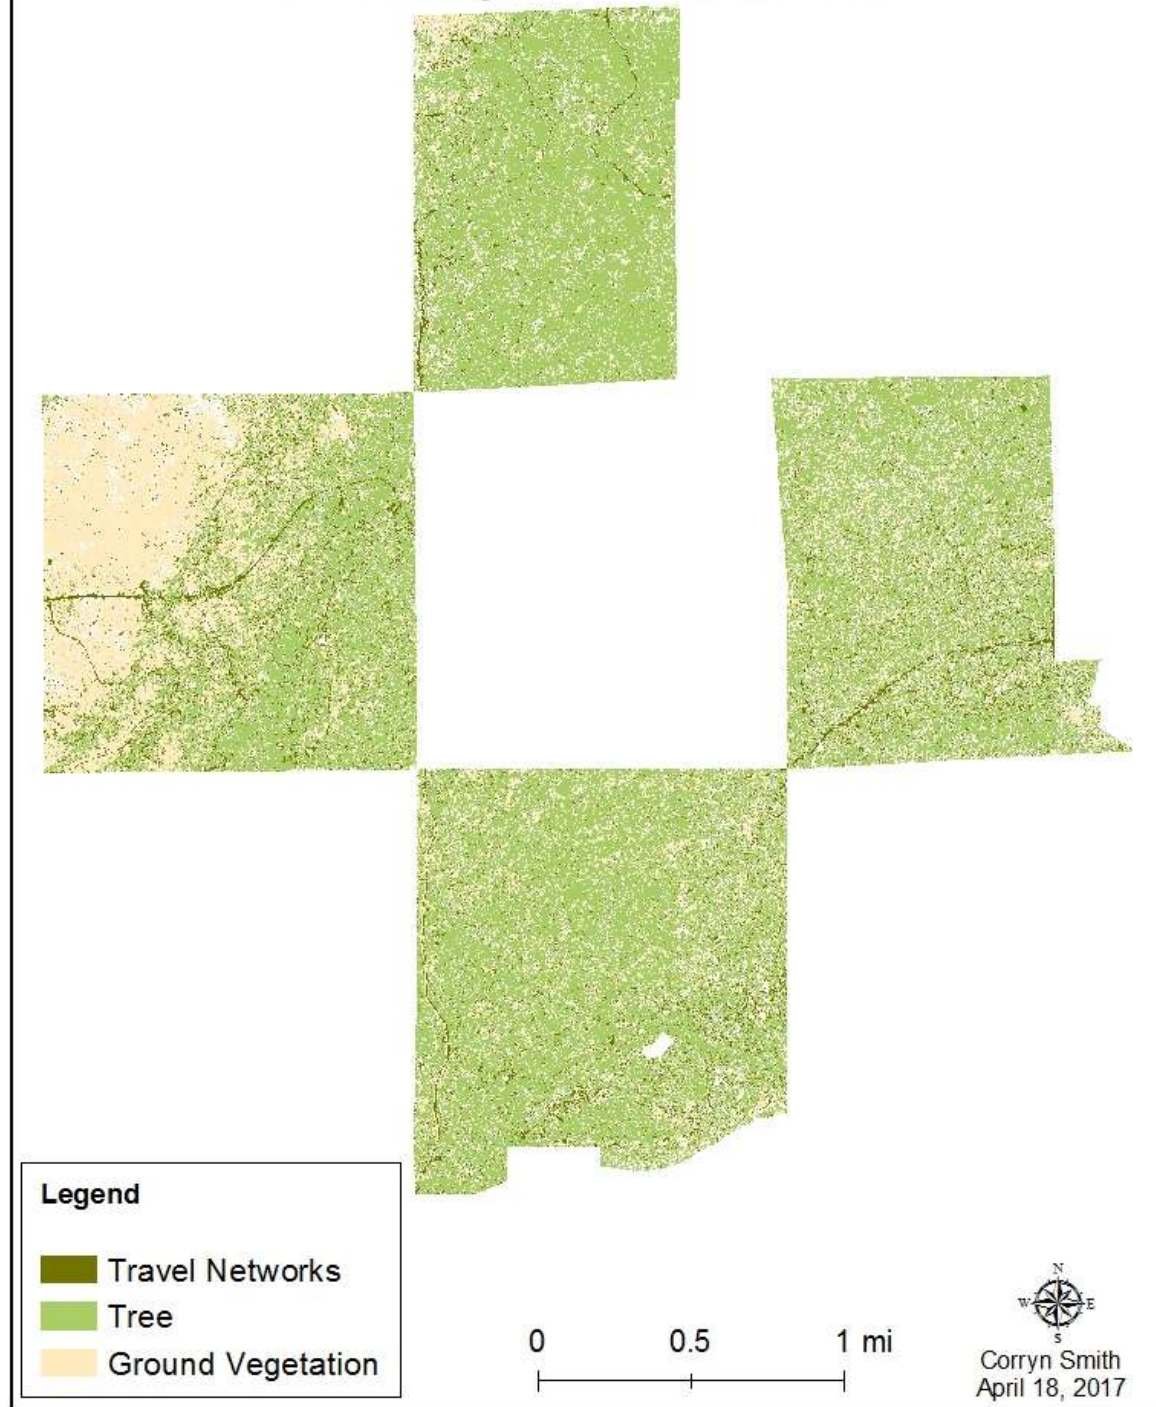 Legend
Travel Networks
Tree
Ground Vegetation
0 0.5 1 mi
N
W E
S
Corryn Smith
April 18, 2017